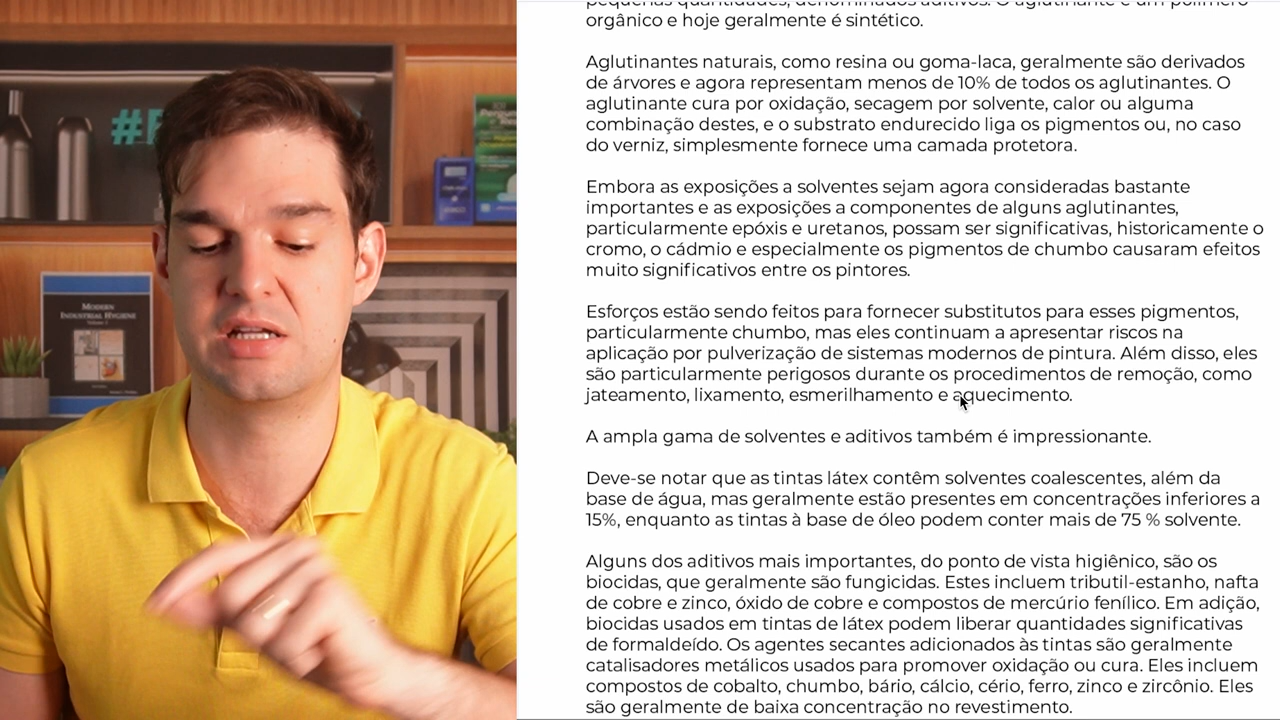 pequenas quantidades, denominados aditivos. O aglutinante é um polímero
orgânico e hoje geralmente é sintético.
Aglutinantes naturais, como resina ou goma-laca, geralmente são derivados
de árvores e agora representam menos de 10% de todos os aglutinantes. O
aglutinante cura por oxidação, secagem por solvente, calor ou alguma
combinação destes, e o substrato endurecido liga os pigmentos ou, no caso
do verniz, simplesmente fornece uma camada protetora.
Embora as exposições a solventes sejam agora consideradas bastante
importantes e as exposições a componentes de alguns aglutinantes,
particularmente epóxis e uretanos, possam ser significativas, historicamente o
cromo, o cádmio e especialmente os pigmentos de chumbo causaram efeitos
muito significativos entre os pintores.
Esforços estão sendo feitos para fornecer substitutos para esses pigmentos,
particularmente chumbo, mas eles continuam a apresentar riscos na
aplicação por pulverização de sistemas modernos de pintura. Além disso, eles
são particularmente perigosos durante os procedimentos de remoção, como
jateamento, lixamento, esmerilhamento e aquecimento.
A ampla gama de solventes e aditivos também é impressionante.
Deve-se notar que as tintas látex contêm solventes coalescentes, além da
base de água, mas geralmente estão presentes em concentrações inferiores a
15%, enquanto as tintas à base de óleo podem conter mais de 75 % solvente.
Alguns dos aditivos mais importantes, do ponto de vista higiênico, são os
biocidas, que geralmente são fungicidas. Estes incluem tributil-estanho, nafta
de cobre e zinco, óxido de cobre e compostos de mercúrio fenílico. Em adição,
biocidas usados em tintas de látex podem liberar quantidades significativas
de formaldeído. Os agentes secantes adicionados às tintas são geralmente
catalisadores metálicos usados para promover oxidação ou cura. Eles incluem
compostos de cobalto, chumbo, bário, cálcio, cério, ferro, zinco e zircônio. Eles
são geralmente de baixa concentração no revestimento.
MODERN
INDUSTRIAL HYGIENE